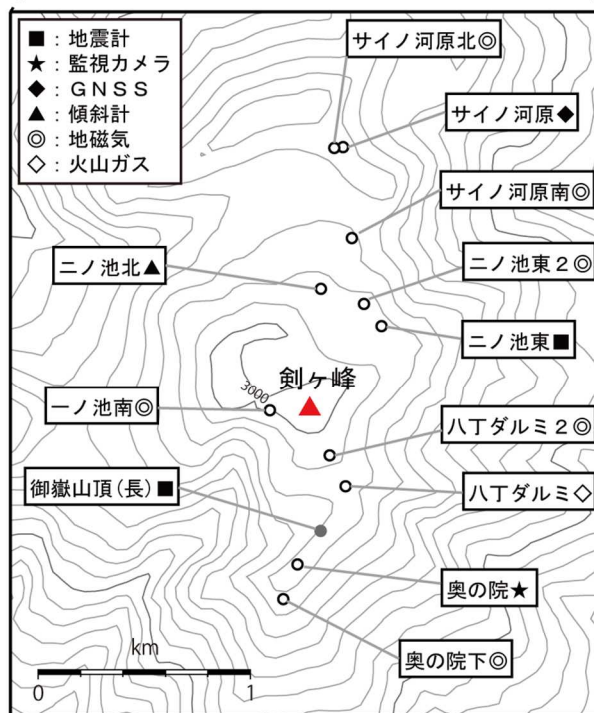 ■：地震計
★：監視カメラ
◆：ＧＮＳＳ
▲：傾斜計
◎：地磁気
◇：火山ガス
サイノ河原北◎
サイノ河原◆
サイノ河原南◎
二ノ池北▲
二ノ池東２◎
二ノ池東■
剣ヶ峰
3000
一ノ池南◎
八丁ダルミ２◎
御嶽山頂(長)■
八丁ダルミ◇
奥の院★
奥の院下◎
km
0 1